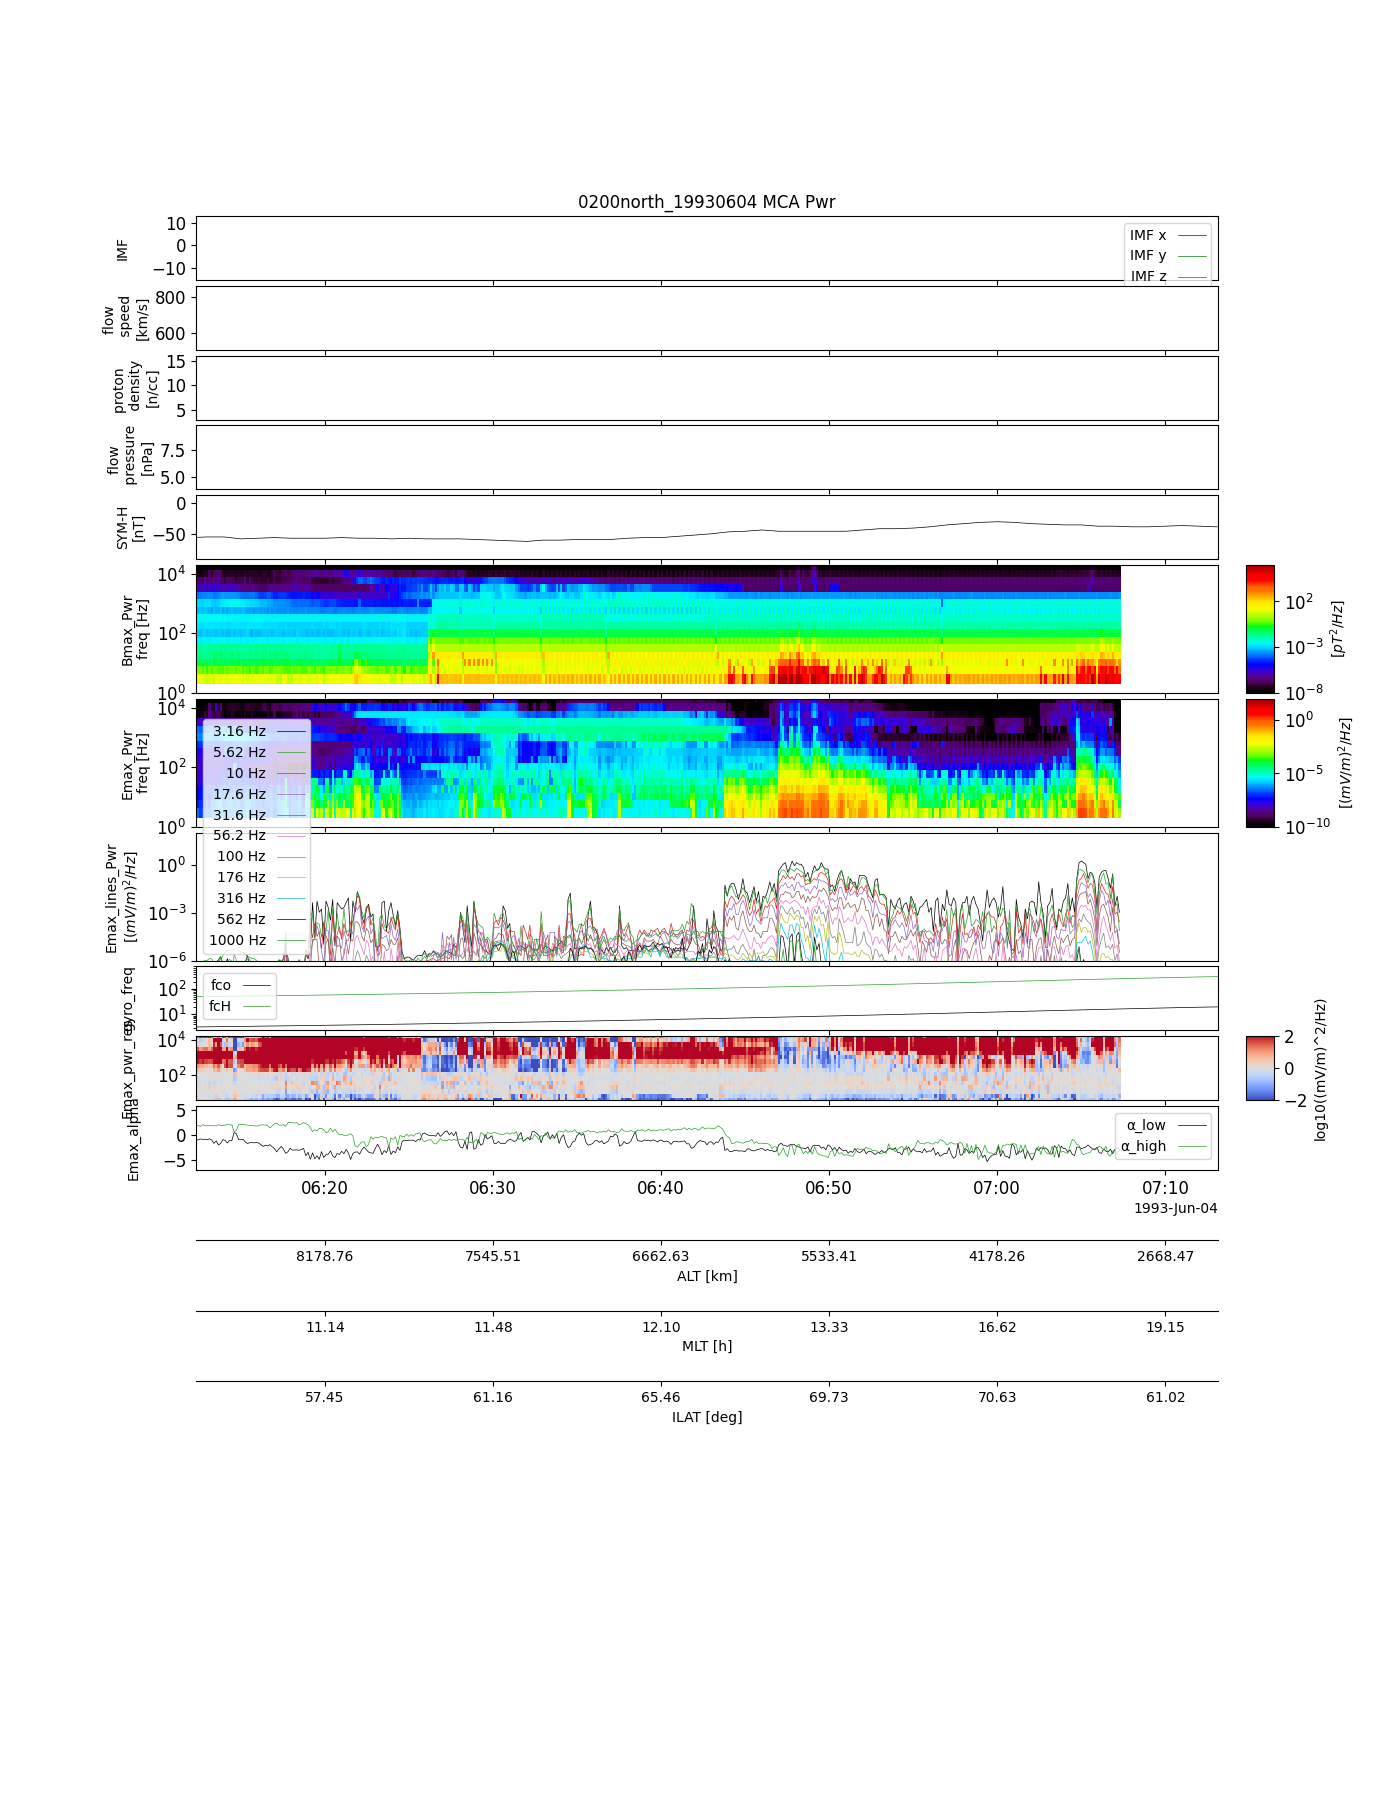 0200north_19930604 MCA Pwr
IMF
10
0
−10
IMF x
IMF y
IMF z
flow
speed
[km/s]
800
600
proton
density
[n/cc]
15
10
5
flow
pressure
[nPa]
7.5
5.0
SYM-H
[nT]
0
−50
Bmax_Pwr
freq [Hz]
10^4
10^2
10^0
10^2
10^−3
10^−8
[pT^2/Hz]
Emax_Pwr
freq [Hz]
10^4
10^2
10^0
10^0
10^−5
10^−10
[(mV/m)^2/Hz]
3.16 Hz
5.62 Hz
10 Hz
17.6 Hz
31.6 Hz
56.2 Hz
100 Hz
176 Hz
316 Hz
562 Hz
1000 Hz
Emax_lines_Pwr
[(mV/m)^2/Hz]
10^0
10^−3
10^−6
gyro_freq
10^2
10^1
fco
fcH
Emax_pwr_reg
10^4
10^2
2
0
−2
log10((mV/m)^2/Hz)
Emax_alpha
5
0
−5
α_low
α_high
06:20 06:30 06:40 06:50 07:00 07:10
1993-Jun-04
8178.76 7545.51 6662.63 5533.41 4178.26 2668.47
ALT [km]
11.14 11.48 12.10 13.33 16.62 19.15
MLT [h]
57.45 61.16 65.46 69.73 70.63 61.02
ILAT [deg]